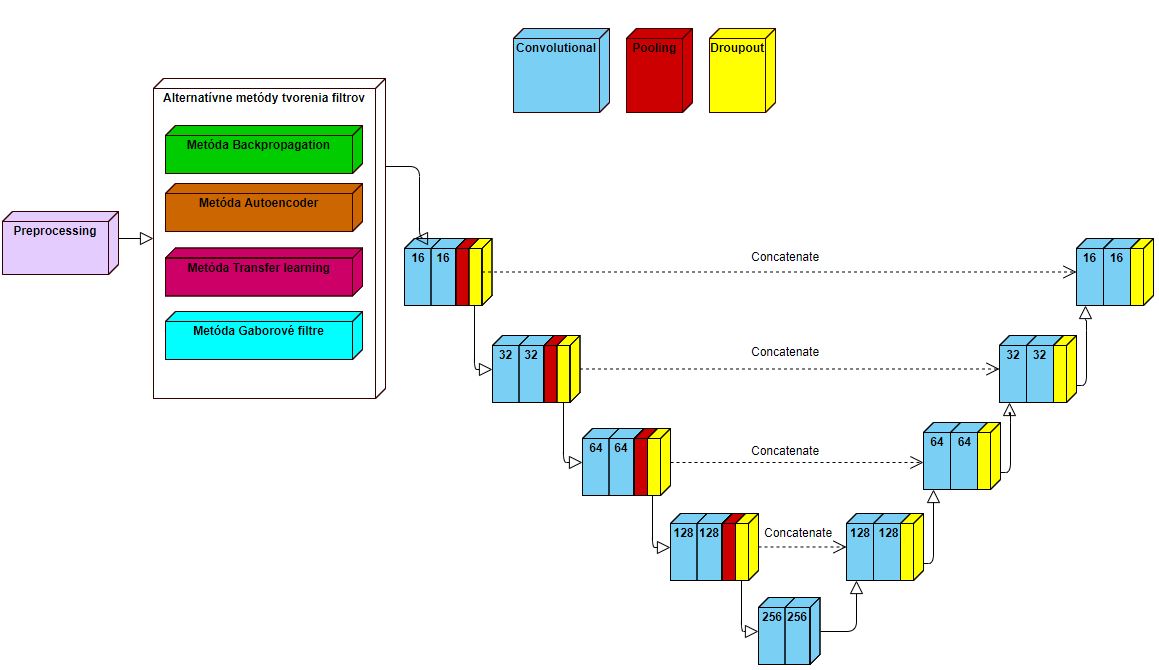 Convolutional
Pooling
Droupout
Alternatívne metódy tvorenia filtrov
Metóda Backpropagation
Metóda Autoencoder
Preprocessing
Metóda Transfer learning
Metóda Gaborové filtre
16 16
Concatenate
16 16
32 32
Concatenate
32 32
64 64
Concatenate
64 64
128 128
Concatenate
128 128
256 256